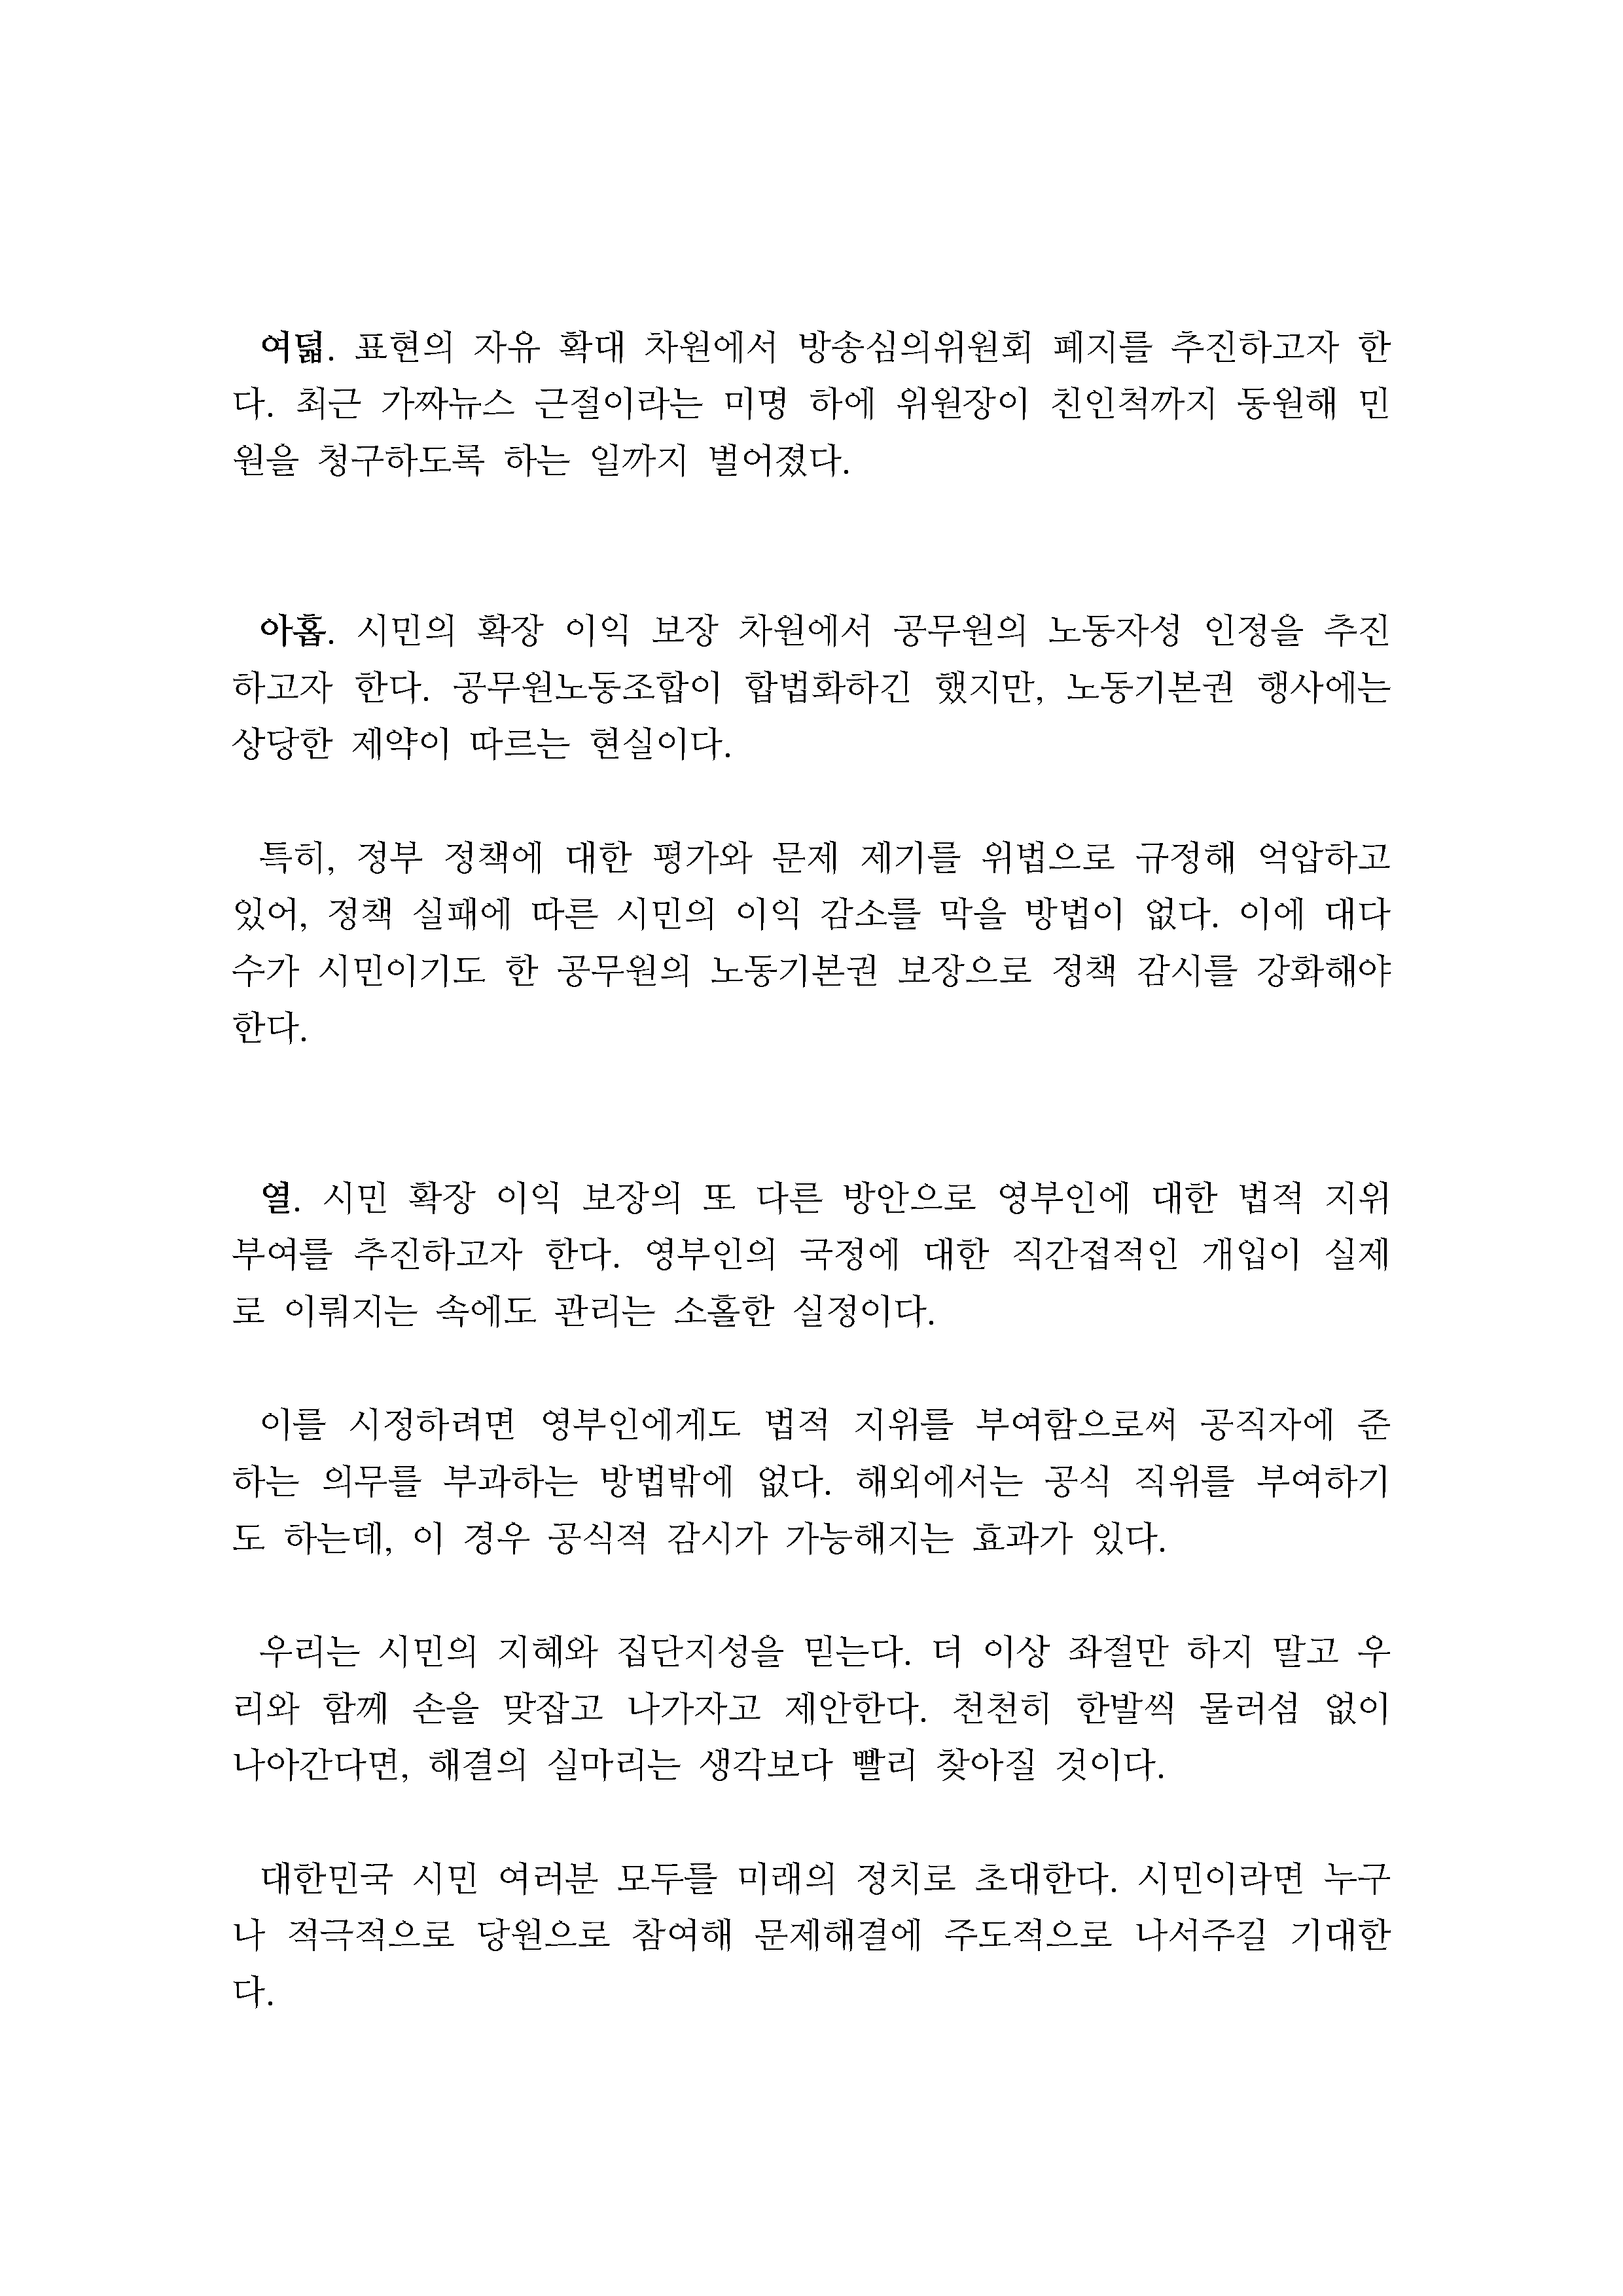 여덟. 표현의 자유 확대 차원에서 방송심의위원회 폐지를 추진하고자 한
다. 최근 가짜뉴스 근절이라는 미명 하에 위원장이 친인척까지 동원해 민
원을 청구하도록 하는 일까지 벌어졌다.
아홉. 시민의 확장 이익 보장 차원에서 공무원의 노동자성 인정을 추진
하고자 한다. 공무원노동조합이 합법화하긴 했지만, 노동기본권 행사에는
상당한 제약이 따르는 현실이다.
특히, 정부 정책에 대한 평가와 문제 제기를 위법으로 규정해 억압하고
있어, 정책 실패에 따른 시민의 이익 감소를 막을 방법이 없다. 이에 대다
수가 시민이기도 한 공무원의 노동기본권 보장으로 정책 감시를 강화해야
한다.
열. 시민 확장 이익 보장의 또 다른 방안으로 영부인에 대한 법적 지위
부여를 추진하고자 한다. 영부인의 국정에 대한 직간접적인 개입이 실제
로 이뤄지는 속에도 관리는 소홀한 실정이다.
이를 시정하려면 영부인에게도 법적 지위를 부여함으로써 공직자에 준
하는 의무를 부과하는 방법밖에 없다. 해외에서는 공식 직위를 부여하기
도 하는데, 이 경우 공식적 감시가 가능해지는 효과가 있다.
우리는 시민의 지혜와 집단지성을 믿는다. 더 이상 좌절만 하지 말고 우
리와 함께 손을 맞잡고 나가자고 제안한다. 천천히 한발씩 물러섬 없이
나아간다면, 해결의 실마리는 생각보다 빨리 찾아질 것이다.
대한민국 시민 여러분 모두를 미래의 정치로 초대한다. 시민이라면 누구
나 적극적으로 당원으로 참여해 문제해결에 주도적으로 나서주길 기대한
다.